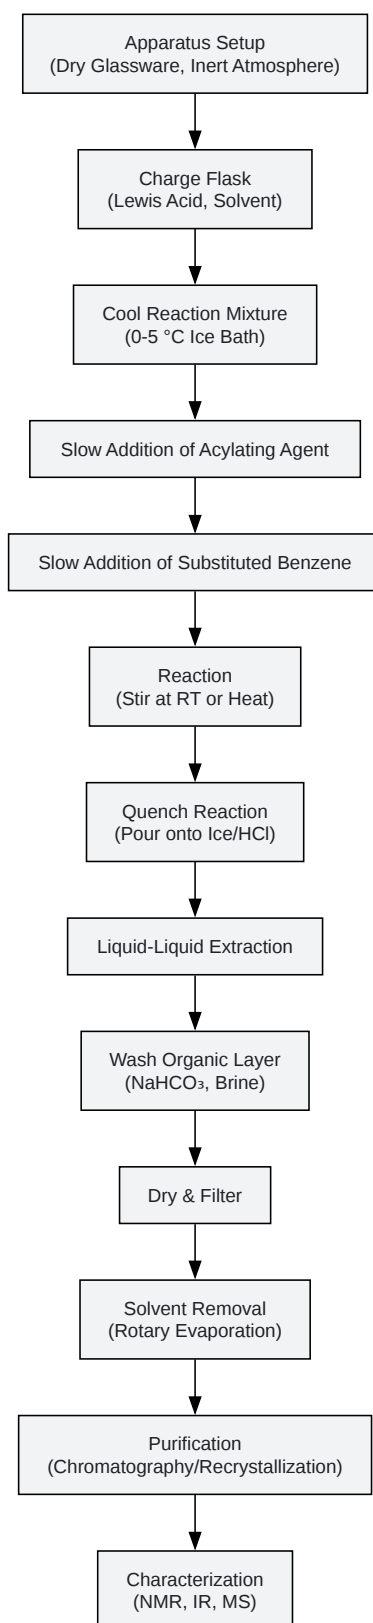 Apparatus Setup
(Dry Glassware, Inert Atmosphere)
Charge Flask
(Lewis Acid, Solvent)
Cool Reaction Mixture
(0-5 °C Ice Bath)
Slow Addition of Acylating Agent
Slow Addition of Substituted Benzene
Reaction
(Stir at RT or Heat)
Quench Reaction
(Pour onto Ice/HCl)
Liquid-Liquid Extraction
Wash Organic Layer
(NaHCO₃, Brine)
Dry & Filter
Solvent Removal
(Rotary Evaporation)
Purification
(Chromatography/Recrystallization)
Characterization
(NMR, IR, MS)